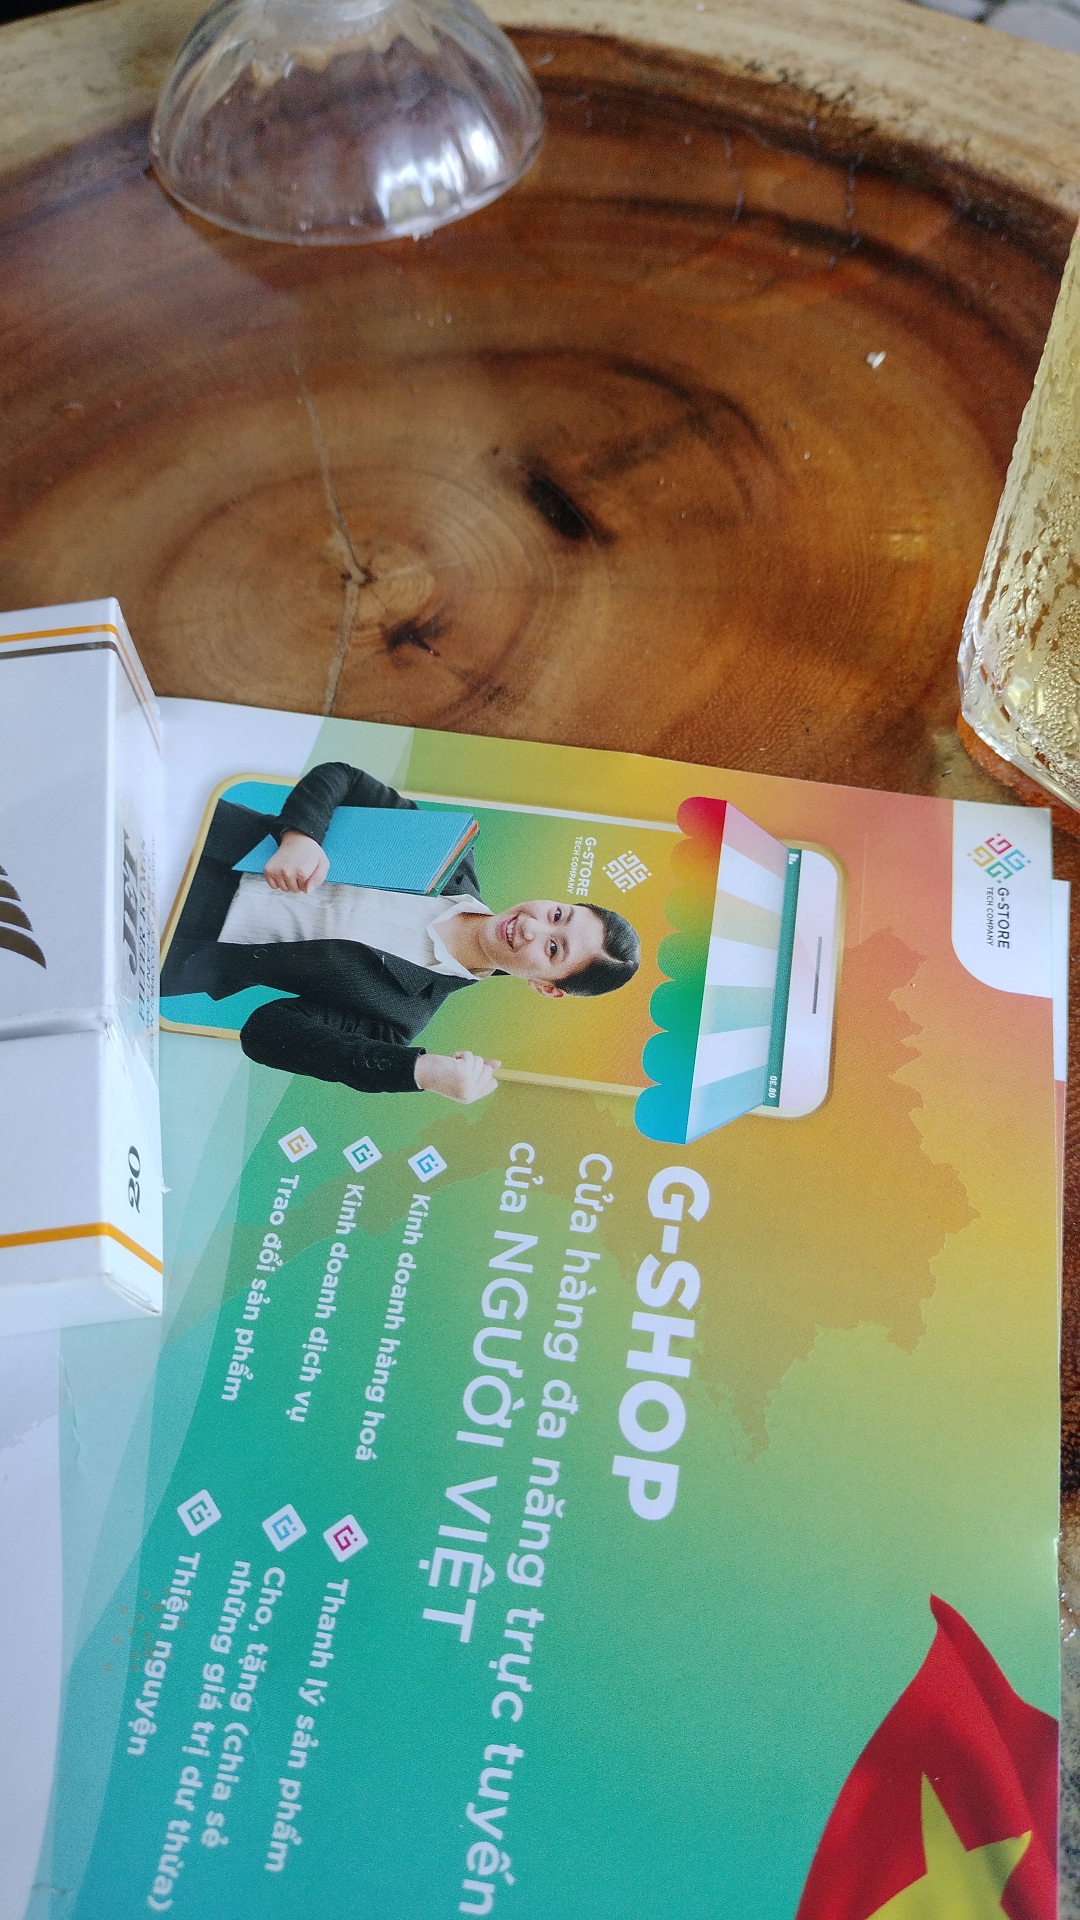 G-STORE
TECH COMPANY
08:30
G-STORE
TECH COMPANY
G-SHOP
Cửa hàng đa năng trực tuyến
của NGƯỜI VIỆT
Kinh doanh hàng hoá
Kinh doanh dịch vụ
Trao đổi sản phẩm
Thanh lý sản phẩm
Cho, tặng (chia sẻ
những giá trị dư thừa)
Thiện nguyện
JET
20